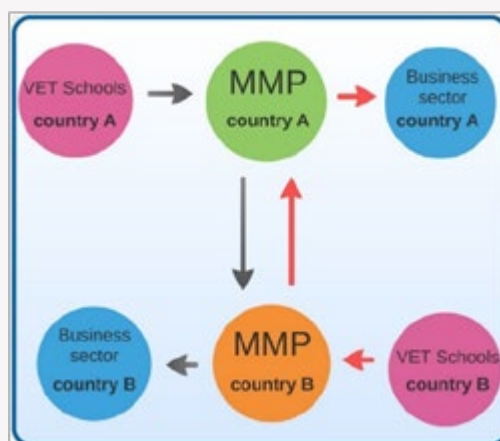 VET Schools
country A
MMP
country A
Business
sector
country A
Business
sector
country B
MMP
country B
VET Schools
country B